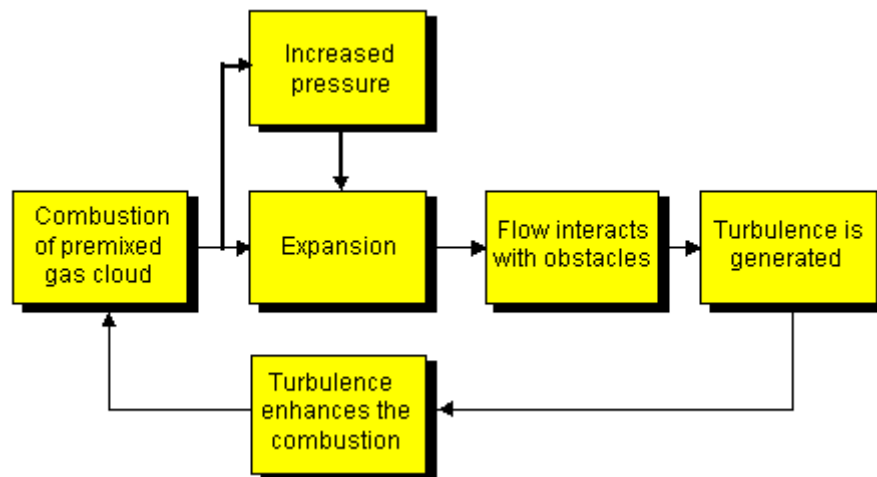 Increased
pressure
Combustion
of premixed
gas cloud
Expansion
Flow interacts
with obstacles
Turbulence is
generated
Turbulence
enhances the
combustion